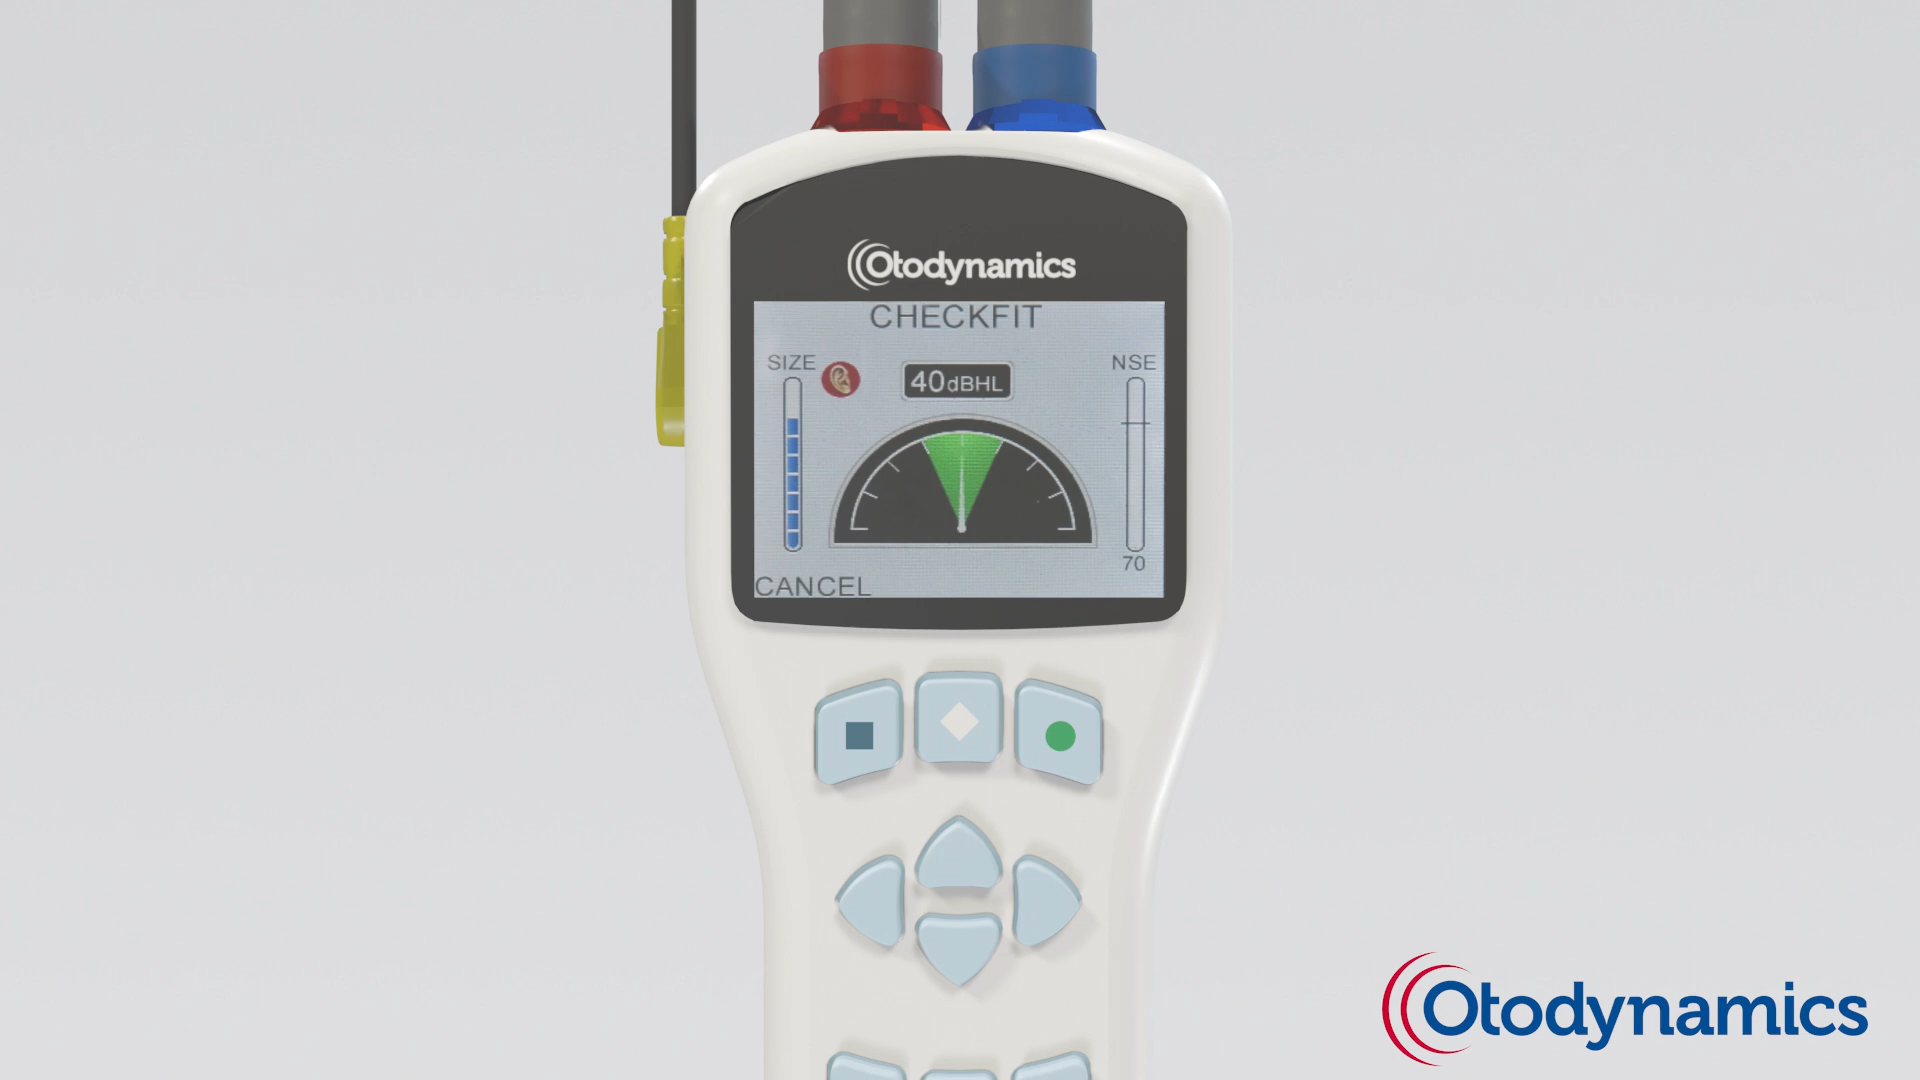 Otodynamics
CHECKFIT
SIZE
40dBHL
NSE
70
CANCEL
Otodynamics